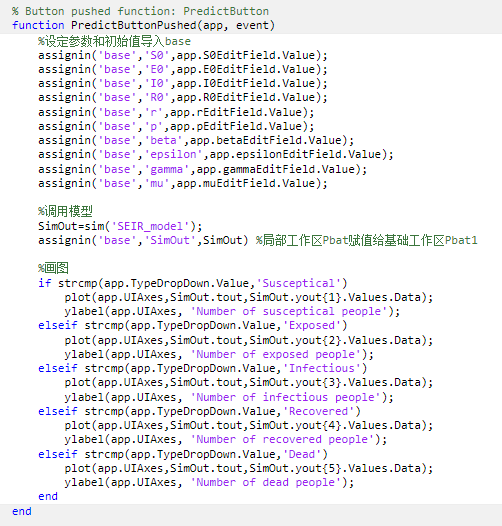 % Button pushed function: PredictButton
function PredictButtonPushed(app, event)
%设定参数和初始值导入base
assignin('base','S0',app.S0EditField.Value);
assignin('base','E0',app.E0EditField.Value);
assignin('base','I0',app.I0EditField.Value);
assignin('base','R0',app.R0EditField.Value);
assignin('base','r',app.rEditField.Value);
assignin('base','p',app.pEditField.Value);
assignin('base','beta',app.betaEditField.Value);
assignin('base','epsilon',app.epsilonEditField.Value);
assignin('base','gamma',app.gammaEditField.Value);
assignin('base','mu',app.muEditField.Value);
%调用模型
SimOut=sim('SEIR_model');
assignin('base','SimOut',SimOut) %局部工作区Pbat赋值给基础工作区Pbat1
%画图
if strcmp(app.TypeDropDown.Value,'Susceptical')
plot(app.UIAxes,SimOut.tout,SimOut.yout{1}.Values.Data);
ylabel(app.UIAxes, 'Number of susceptical people');
elseif strcmp(app.TypeDropDown.Value,'Exposed')
plot(app.UIAxes,SimOut.tout,SimOut.yout{2}.Values.Data);
ylabel(app.UIAxes, 'Number of exposed people');
elseif strcmp(app.TypeDropDown.Value,'Infectious')
plot(app.UIAxes,SimOut.tout,SimOut.yout{3}.Values.Data);
ylabel(app.UIAxes, 'Number of infectious people');
elseif strcmp(app.TypeDropDown.Value,'Recovered')
plot(app.UIAxes,SimOut.tout,SimOut.yout{4}.Values.Data);
ylabel(app.UIAxes, 'Number of recovered people');
elseif strcmp(app.TypeDropDown.Value,'Dead')
plot(app.UIAxes,SimOut.tout,SimOut.yout{5}.Values.Data);
ylabel(app.UIAxes, 'Number of dead people');
end
end